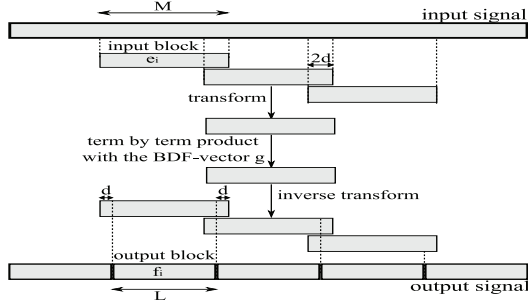 M
input signal
input block
2d
eᵢ
transform
term by term product
with the BDF-vector g
d
d
inverse transform
output block
fᵢ
output signal
L